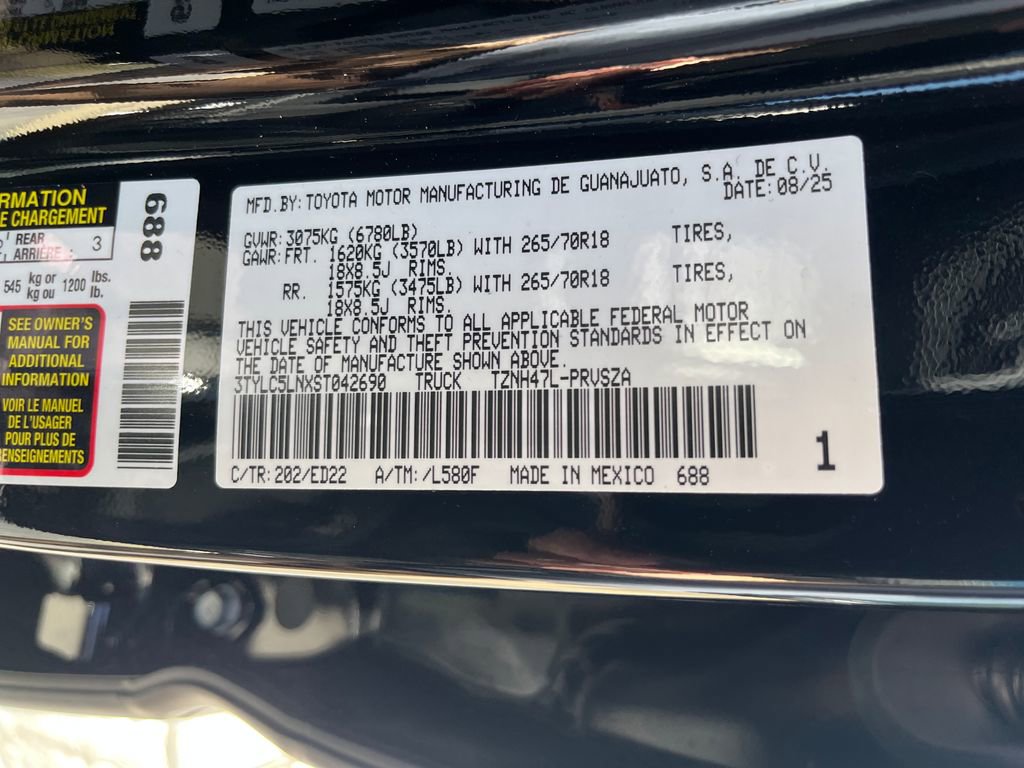 RMATION
E CHARGEMENT
REAR
ARRIÈRE
3
545 kg or 1200 lbs.
kg ou lb.
SEE OWNER'S
MANUAL FOR
ADDITIONAL
INFORMATION
VOIR LE MANUEL
DE L'USAGER
POUR PLUS DE
RENSEIGNEMENTS
688
MFD.BY: TOYOTA MOTOR MANUFACTURING DE GUANAJUATO, S.A. DE C.V.
DATE: 08/25
GVWR: 3075KG (6780LB)
GAWR: FRT. 1620KG (3570LB) WITH 265/70R18 TIRES,
18X8.5J RIMS.
RR. 1575KG (3475LB) WITH 265/70R18 TIRES,
18X8.5J RIMS.
THIS VEHICLE CONFORMS TO ALL APPLICABLE FEDERAL MOTOR
VEHICLE SAFETY AND THEFT PREVENTION STANDARDS IN EFFECT ON
THE DATE OF MANUFACTURE SHOWN ABOVE.
3TYLC5LNXST042690 TRUCK TZNH47L-PRVSZA
1
C/TR: 202/ED22 A/TM: /L580F MADE IN MEXICO 688